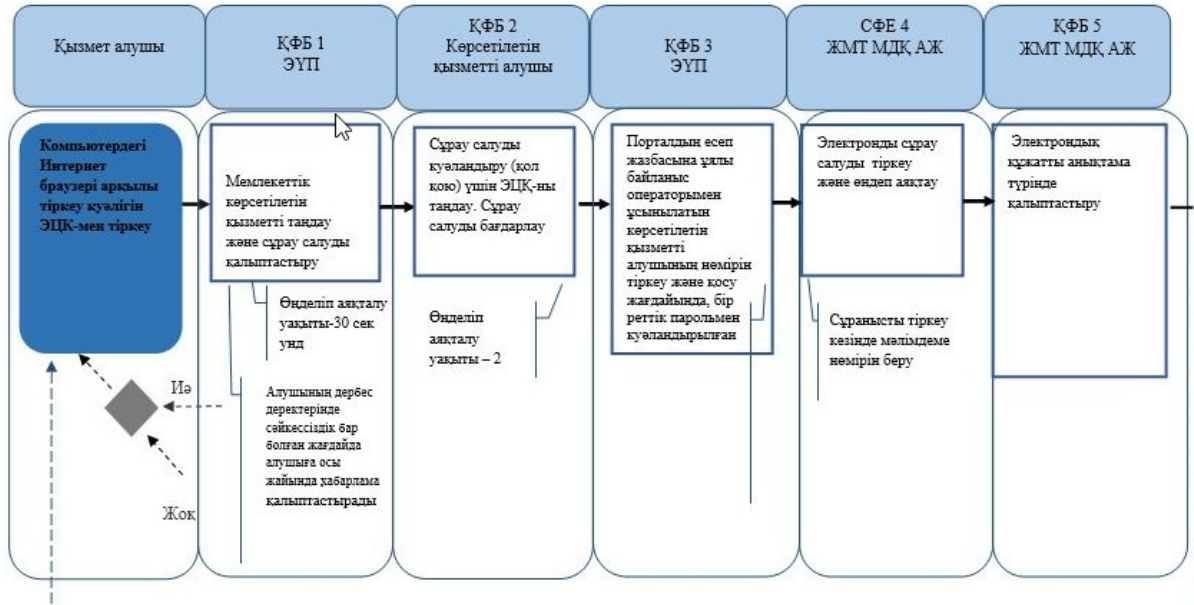 Қызмет алушы
ҚФБ 1
ЭҮП
ҚФБ 2
Көрсетілетін
қызметті алушы
ҚФБ 3
ЭҮП
СФЕ 4
ЖМТ МДҚ АЖ
ҚФБ 5
ЖМТ МДҚ АЖ
Компьютердегі
Интернет
браузері арқылы
тіркеу куәлігін
ЭЦК-мен тіркеу
Мемлекеттік
көрсетілетін
қызметті таңдау
және сұрау салуды
қалыптастыру
Сұрау салуды
куәландыру (қол
қою) үшін ЭЦҚ-ны
таңдау. Сұрау
салуды бағдарлау
Порталдың есеп
жазбасына ұялы
байланыс
операторымен
ұсынылатын
көрсетілетін
қызметті
алушының нөмірін
тіркеу және қосу
жағдайында, бір
реттік парольмен
куәландырылған
Электронды сұрау
салуды тіркеу
және өңдеп аяқтау
Электрондық
құжатты анықтама
түрінде
қалыптастыру
Өңделіп аяқталу
уақыты-30 сек
унд
Өңделіп
аяқталу
уақыты – 2
Сұранысты тіркеу
кезінде мәлімдеме
нөмірін беру
Иә
Алушының дербес
деректерінде
сәйкессіздік бар
болған жағдайда
алушыға осы
жайында хабарлама
қалыптастырады
Жоқ